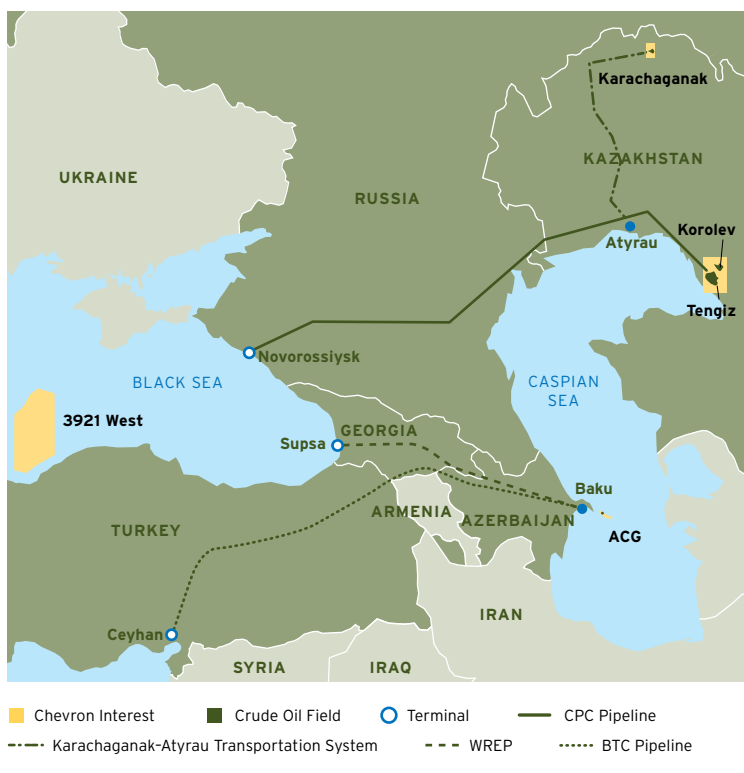 Karachaganak
KAZAKHSTAN
UKRAINE
RUSSIA
Korolev
Atyrau
Tengiz
Novorossiysk
BLACK SEA
CASPIAN
SEA
3921 West
GEORGIA
Supsa
Baku
ARMENIA
AZERBAIJAN
TURKEY
ACG
IRAN
Ceyhan
SYRIA
IRAQ
Chevron Interest
Crude Oil Field
Terminal
CPC Pipeline
Karachaganak–Atyrau Transportation System
WREP
BTC Pipeline